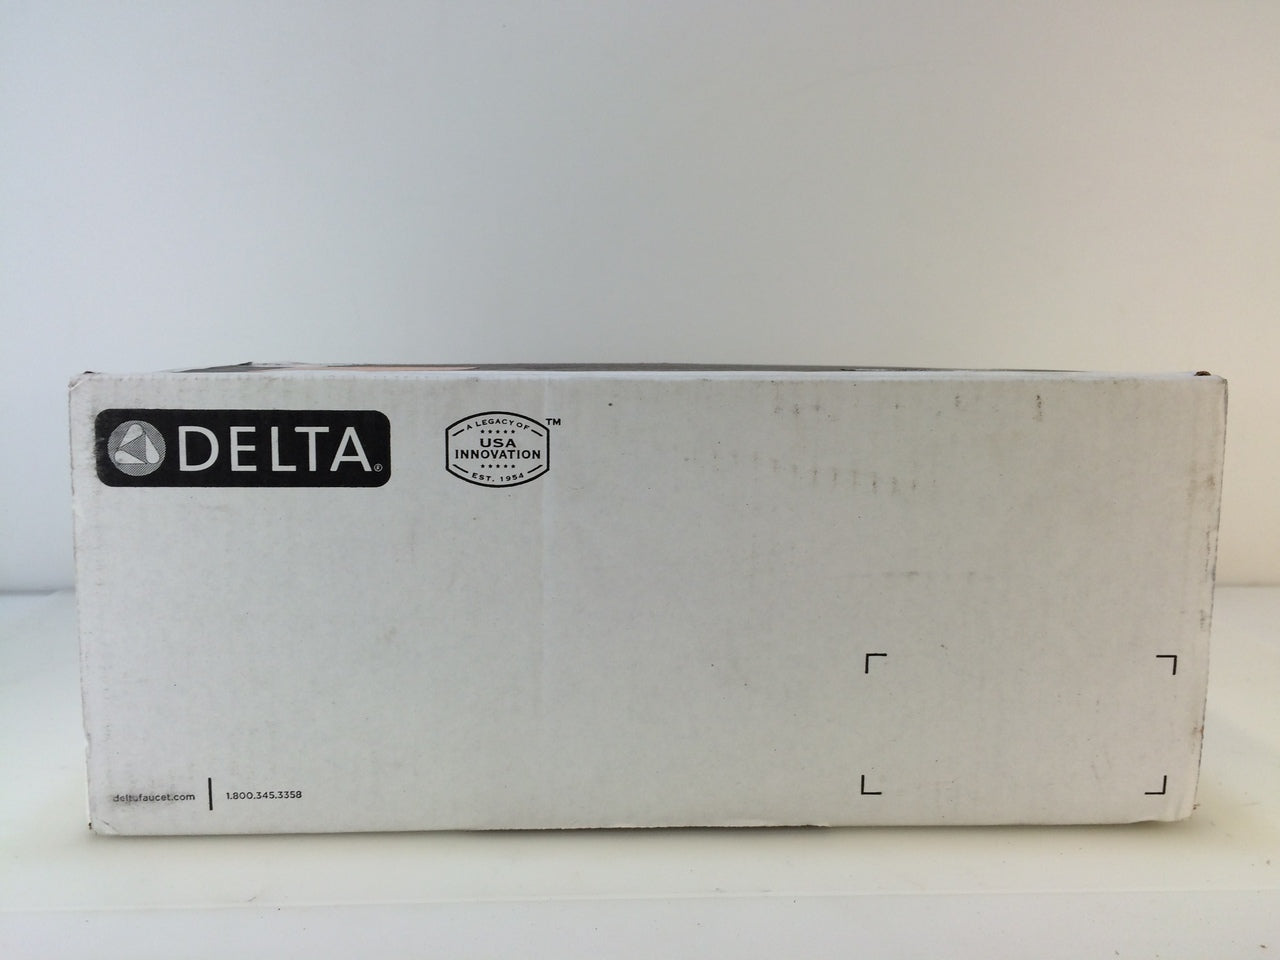 DELTA®
A LEGACY OF
USA
INNOVATION
EST. 1954
™
deltafaucet.com
1.800.345.3358